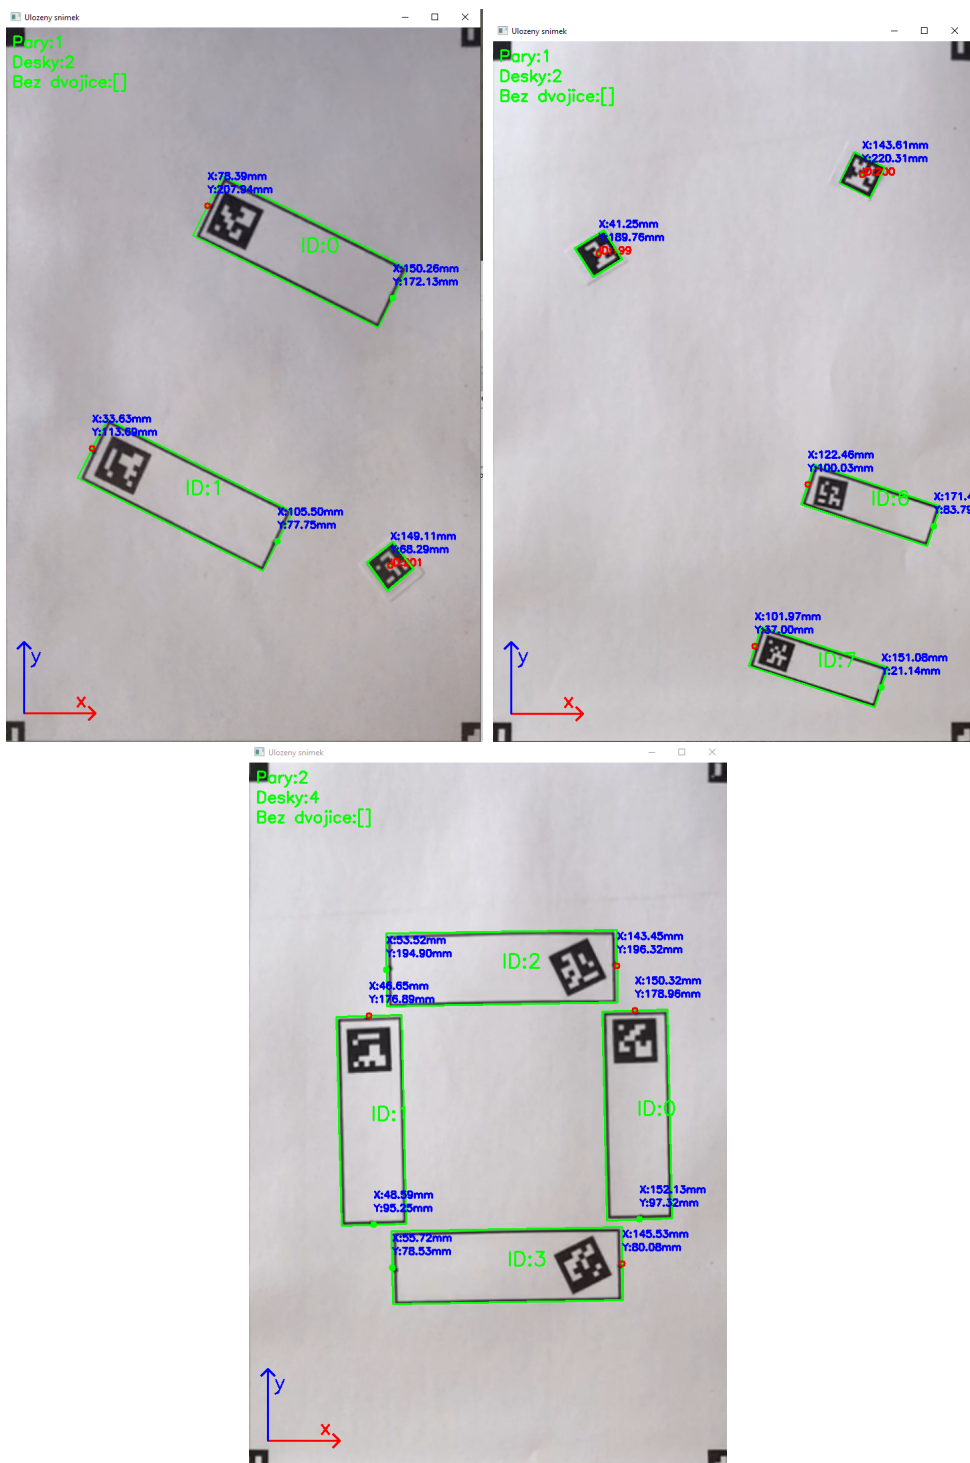 Ulozeny snimek
Pary:1
Desky:2
Bez dvojice:[]
X:78.39mm
Y:207.94mm
ID:0
X:150.26mm
Y:172.13mm
X:33.63mm
Y:113.69mm
ID:1
X:105.50mm
Y:77.75mm
X:149.11mm
Y:68.29mm
y
x
Ulozeny snimek
Pary:1
Desky:2
Bez dvojice:[]
X:143.61mm
Y:220.31mm
X:41.25mm
Y:189.76mm
X:122.46mm
Y:100.03mm
ID:6
X:171.4
Y:83.79
X:101.97mm
Y:37.00mm
ID:7
X:151.08mm
Y:21.14mm
y
x
Ulozeny snimek
Pary:2
Desky:4
Bez dvojice:[]
X:53.52mm
Y:194.90mm
ID:2
X:143.45mm
Y:196.32mm
X:46.65mm
Y:176.89mm
X:150.32mm
Y:178.96mm
ID:
ID:0
X:48.59mm
Y:95.25mm
X:152.13mm
Y:97.32mm
X:55.72mm
Y:78.53mm
ID:3
X:145.53mm
Y:80.08mm
y
x